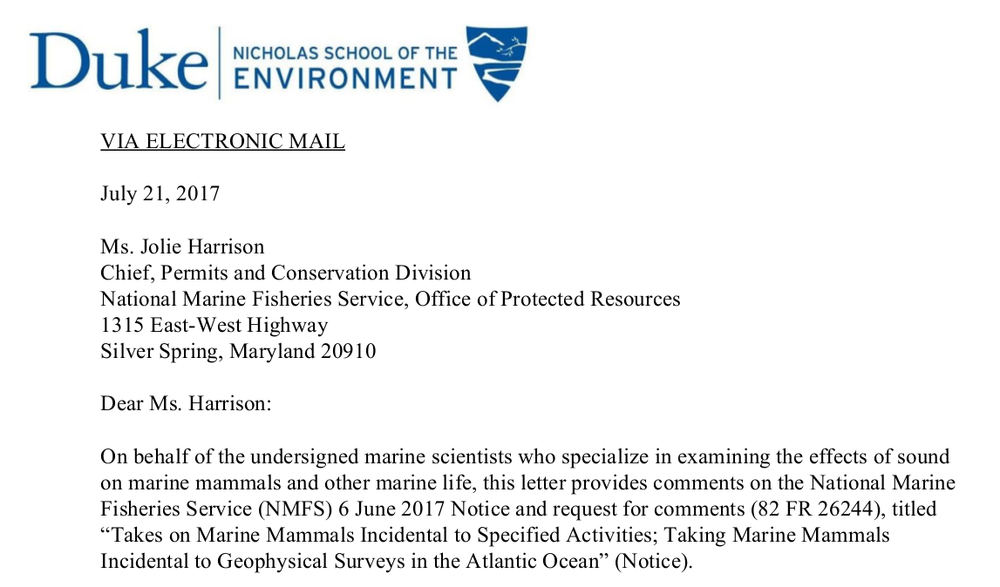 Duke
NICHOLAS SCHOOL OF THE
ENVIRONMENT
VIA ELECTRONIC MAIL
July 21, 2017
Ms. Jolie Harrison
Chief, Permits and Conservation Division
National Marine Fisheries Service, Office of Protected Resources
1315 East-West Highway
Silver Spring, Maryland 20910
Dear Ms. Harrison:
On behalf of the undersigned marine scientists who specialize in examining the effects of sound
on marine mammals and other marine life, this letter provides comments on the National Marine
Fisheries Service (NMFS) 6 June 2017 Notice and request for comments (82 FR 26244), titled
“Takes on Marine Mammals Incidental to Specified Activities; Taking Marine Mammals
Incidental to Geophysical Surveys in the Atlantic Ocean” (Notice).